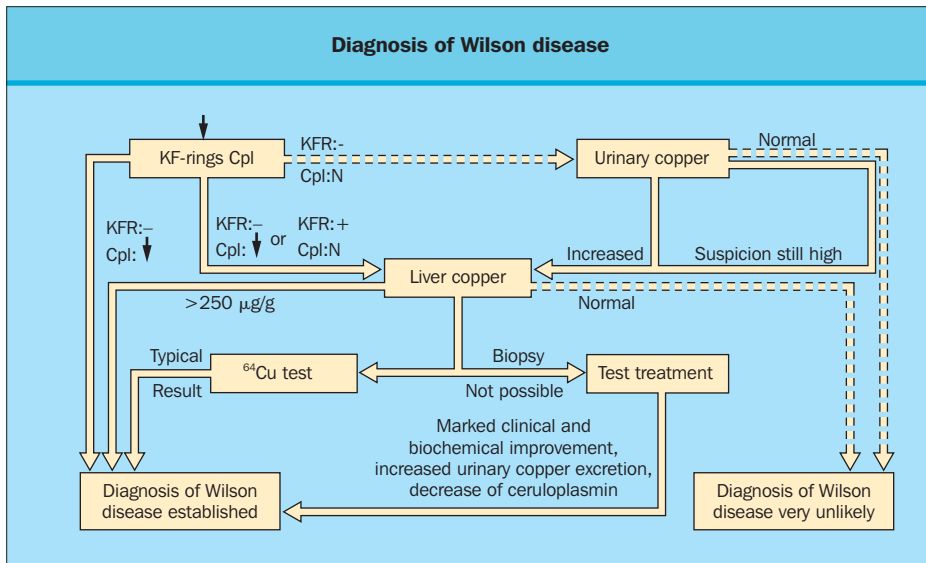 Diagnosis of Wilson disease
KF-rings Cpl
KFR:-
Cpl:N
Urinary copper
Normal
KFR:–
Cpl: ↓
KFR:–
Cpl: ↓
or
KFR:+
Cpl:N
Increased
Suspicion still high
Liver copper
>250 μg/g
Normal
Typical
Result
⁶⁴Cu test
Biopsy
Not possible
Test treatment
Marked clinical and
biochemical improvement,
increased urinary copper excretion,
decrease of ceruloplasmin
Diagnosis of Wilson
disease established
Diagnosis of Wilson
disease very unlikely